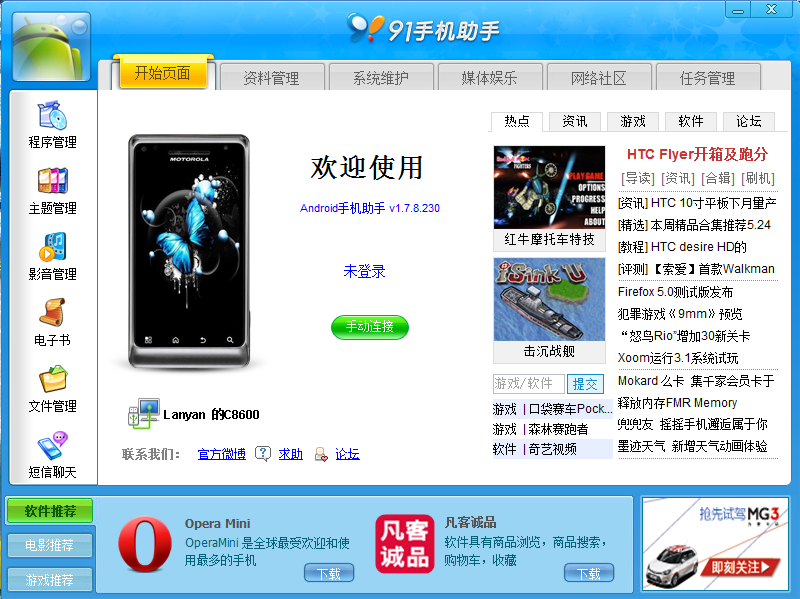 91手机助手
开始页面
资料管理
系统维护
媒体娱乐
网络社区
任务管理
程序管理
主题管理
影音管理
电子书
文件管理
短信聊天
MOTOROLA
欢迎使用
Android手机助手 v1.7.8.230
未登录
手动连接
Lanyan 的C8600
联系我们：
官方微博
求助
论坛
热点
资讯
游戏
软件
论坛
PLAY GAME
OPTIONS
PROGRESS
HELP
ABOUT
红牛摩托车特技
iSink U
击沉战舰
游戏/软件
提交
游戏 | 口袋赛车Pock...
游戏 | 森林赛跑者
软件 | 奇艺视频
HTC Flyer开箱及跑分
[导读] [资讯] [合辑] [刷机]
[资讯] HTC 10寸平板下月量产
[精选] 本周精品合集推荐5.24
[教程] HTC desire HD的
[评测] 【索爱】首款Walkman
Firefox 5.0测试版发布
犯罪游戏《9mm》预览
“怒鸟Rio”增加30新关卡
Xoom运行3.1系统试玩
Mokard 么卡 集千家会员卡于
释放内存FMR Memory
兜兜友 摇摇手机邂逅属于你
墨迹天气 新增天气动画体验
软件推荐
电影推荐
游戏推荐
Opera Mini
OperaMini 是全球最受欢迎和使
用最多的手机
下载
凡客
诚品
凡客诚品
软件具有商品浏览，商品搜索，
购物车，收藏
下载
抢先试驾MG3
即刻关注